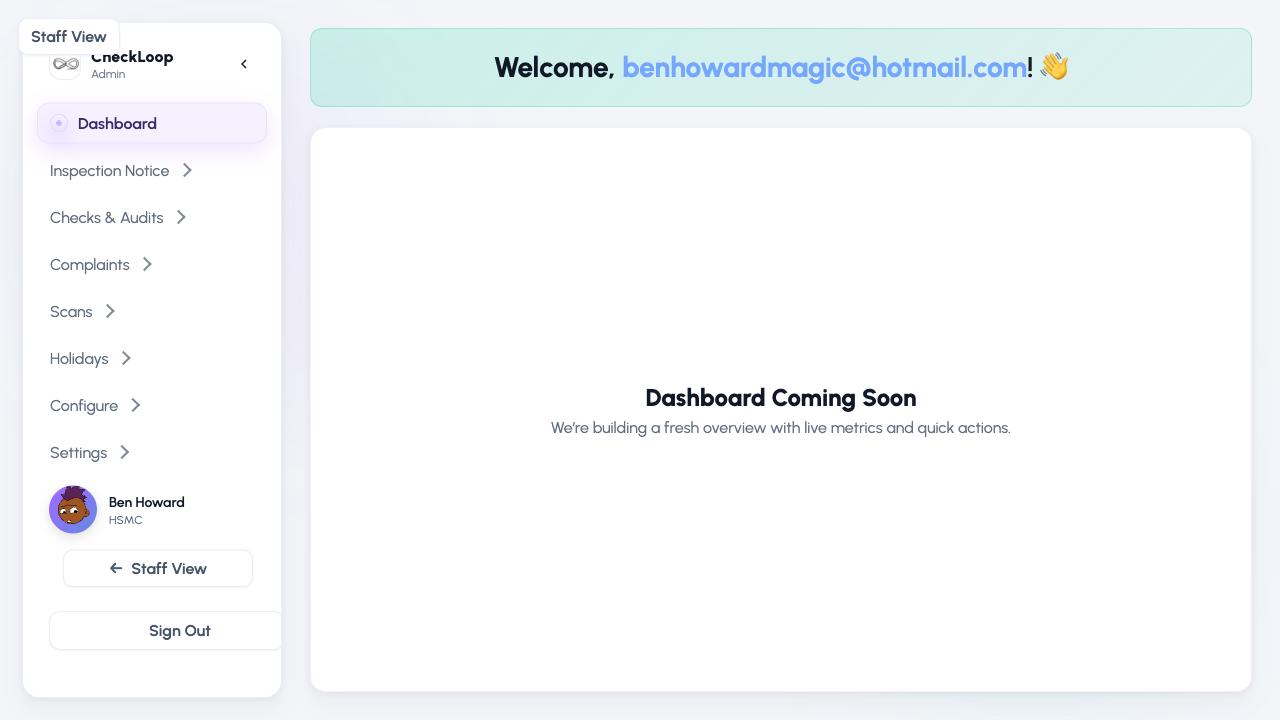 Staff View
CheckLoop
Admin
Dashboard
Inspection Notice
Checks & Audits
Complaints
Scans
Holidays
Configure
Settings
Ben Howard
HSMC
← Staff View
Sign Out
Welcome, benhowardmagic@hotmail.com! 👋
Dashboard Coming Soon
We’re building a fresh overview with live metrics and quick actions.